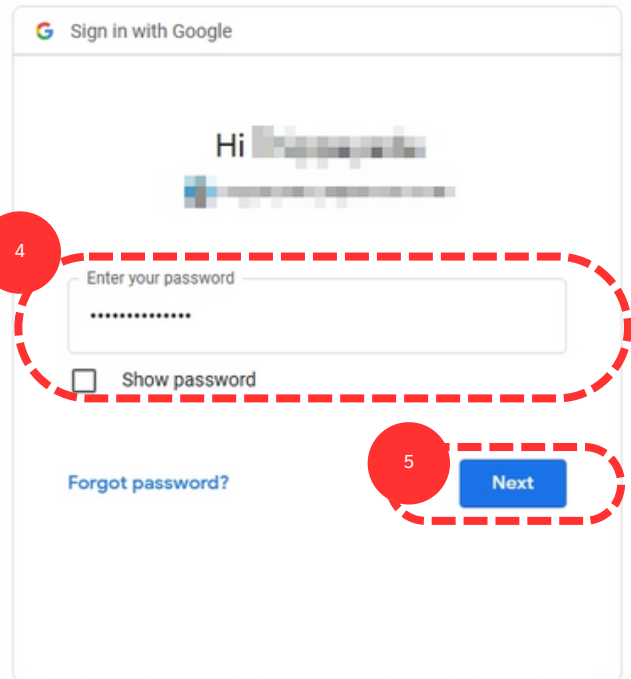 Sign in with Google
Hi
4
Enter your password
••••••••••••••
Show password
5
Forgot password?
Next